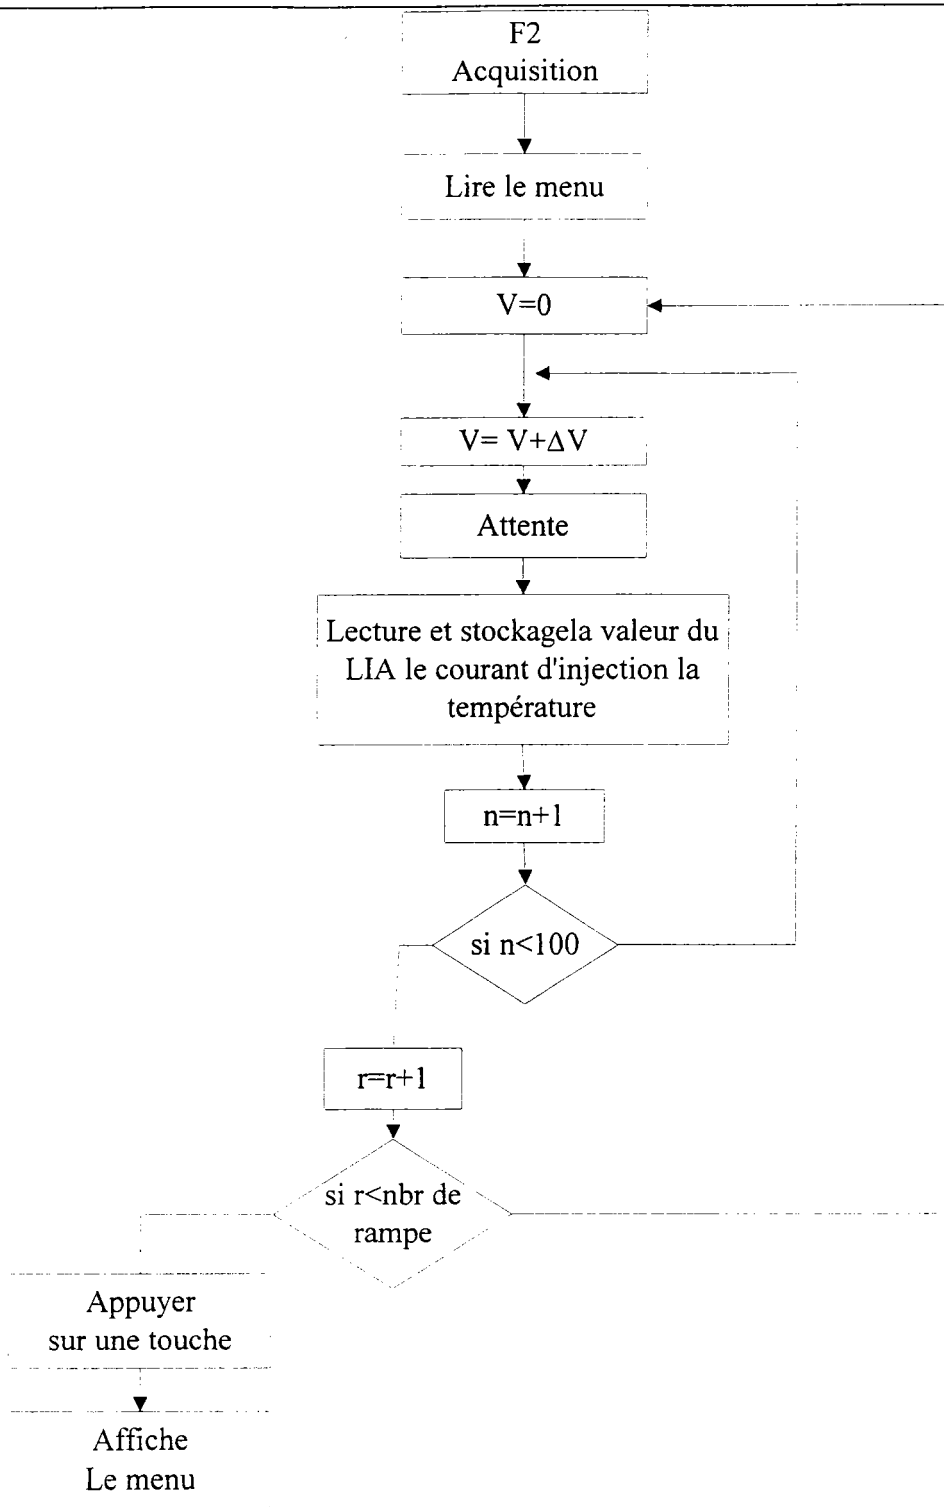 F2
Acquisition
Lire le menu
V=0
V= V+ΔV
Attente
Lecture et stockagela valeur du
LIA le courant d'injection la
température
n=n+1
si n<100
r=r+1
si r<nbr de
rampe
Appuyer
sur une touche
Affiche
Le menu